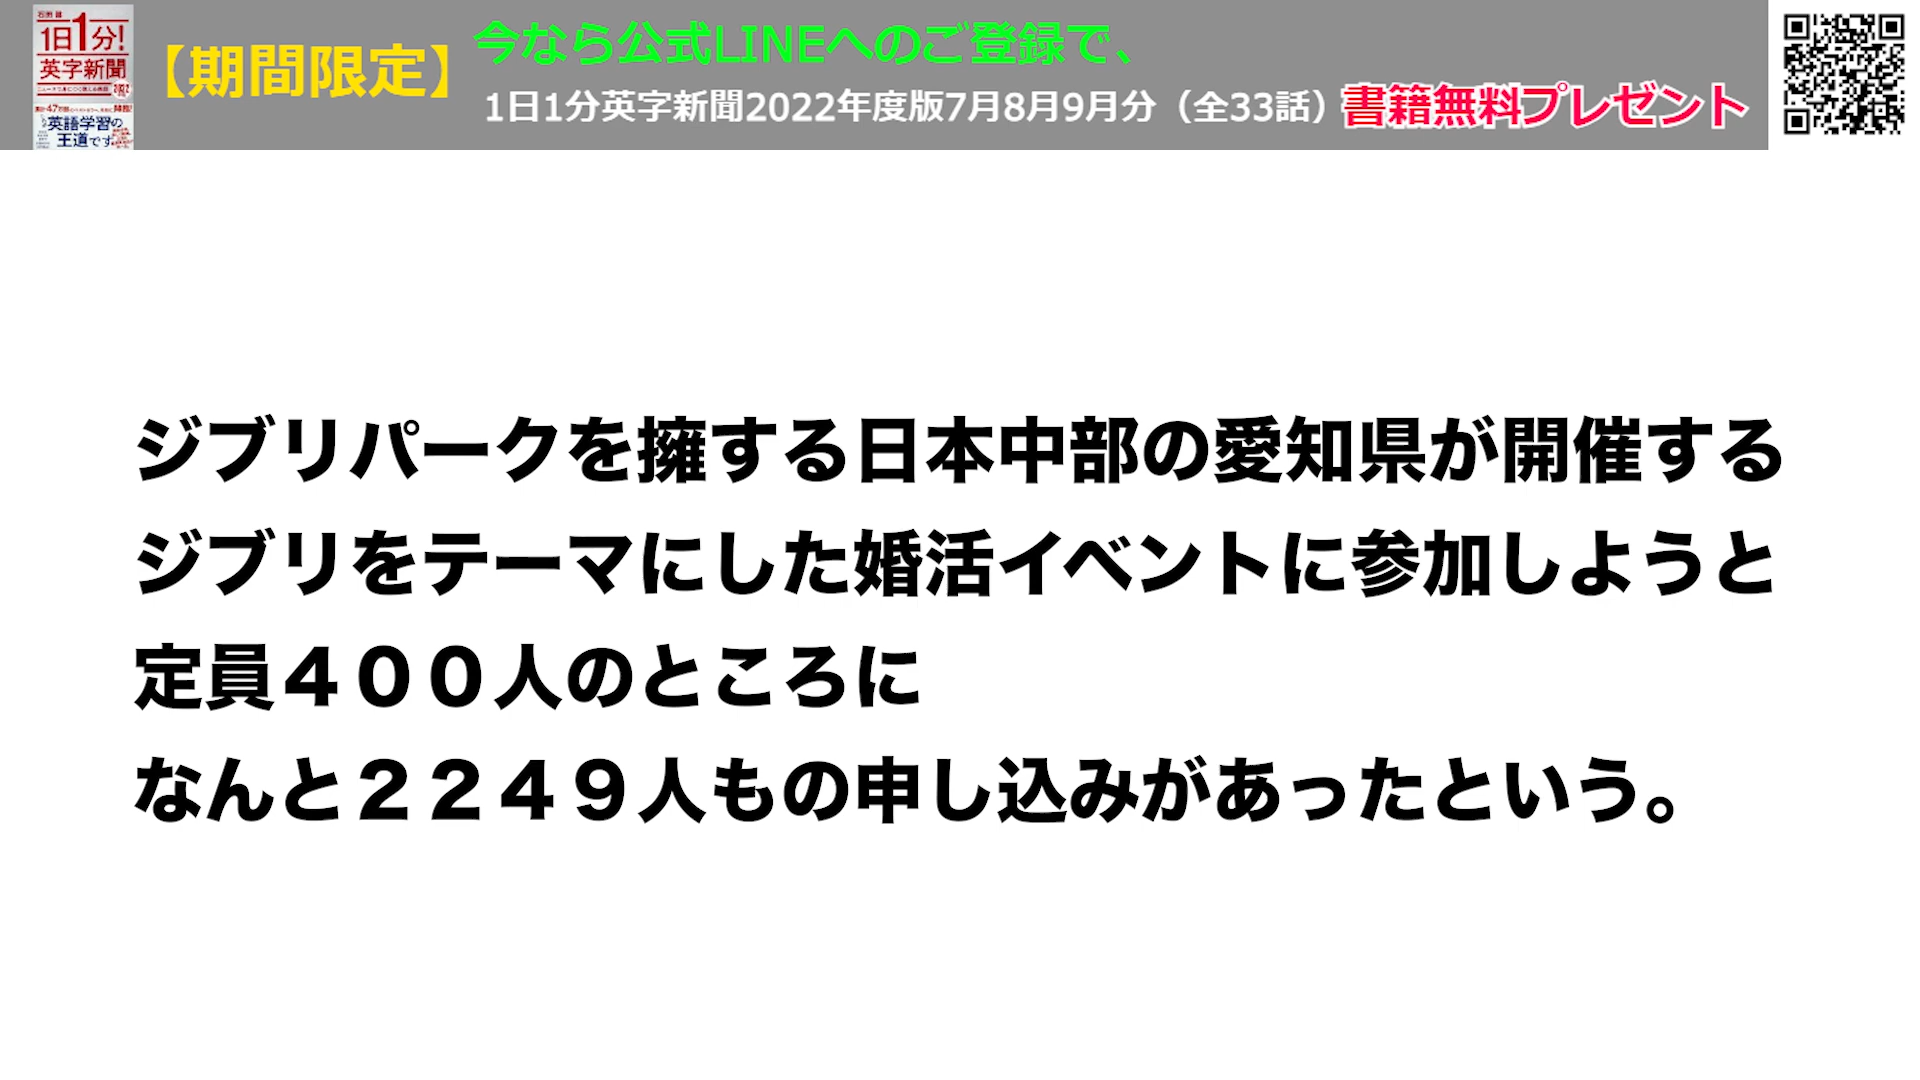 石田 健
1日1分!
英字新聞
2022
英語学習の
王道です
【期間限定】
今なら公式LINEへのご登録で、
1日1分英字新聞2022年度版7月8月9月分（全33話）書籍無料プレゼント
ジブリパークを擁する日本中部の愛知県が開催する
ジブリをテーマにした婚活イベントに参加しようと
定員４００人のところに
なんと２２４９人もの申し込みがあったという。